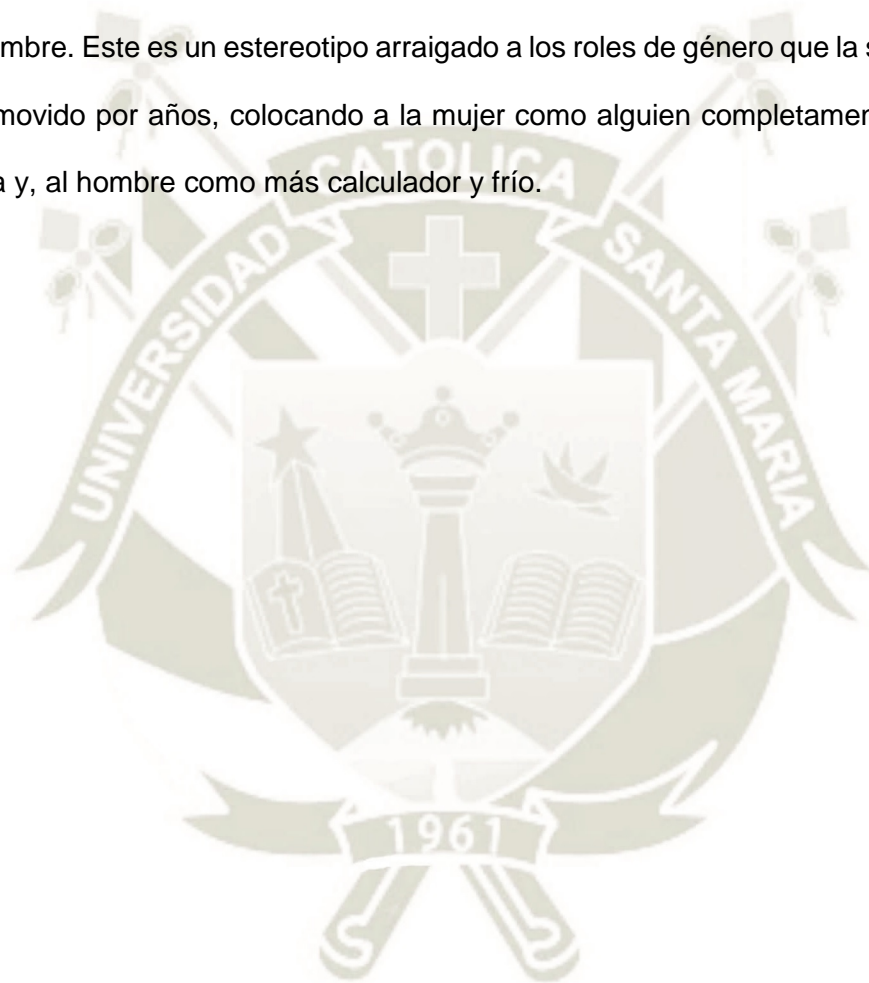 mbre. Este es un estereotipo arraigado a los roles de género que la s
movido por años, colocando a la mujer como alguien completamen
a y, al hombre como más calculador y frío.
UNIVERSIDAD CATOLICA SANTA MARIA
1961